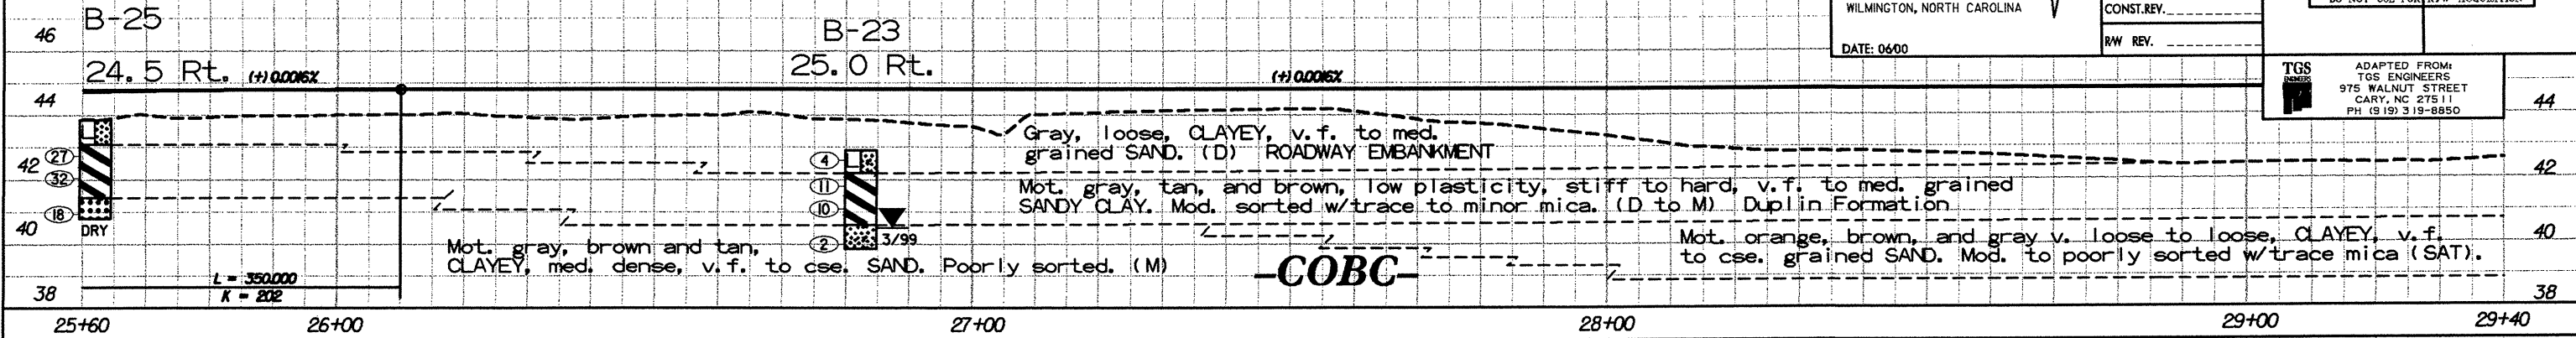 WILMINGTON, NORTH CAROLINA
CONST.REV.
R/W REV.
DATE: 06/00
TGS
ENGINEERS
ADAPTED FROM:
TGS ENGINEERS
975 WALNUT STREET
CARY, NC 27511
PH (919) 319-8850
B-25
24.5 Rt.
(+) 0.0016%
B-23
25.0 Rt.
(+) 0.0016%
46
44
42
40
38
44
42
40
38
27
32
18
DRY
4
11
10
2
3/99
Gray, loose, CLAYEY, v.f. to med.
grained SAND. (D) ROADWAY EMBANKMENT
Mot. gray, tan, and brown, low plasticity, stiff to hard, v.f. to med. grained
SANDY CLAY. Mod. sorted w/trace to minor mica. (D to M) Duplin Formation
Mot. gray, brown and tan,
CLAYEY, med. dense, v.f. to cse. SAND. Poorly sorted. (M)
Mot. orange, brown, and gray v. loose to loose, CLAYEY, v.f.
to cse. grained SAND. Mod. to poorly sorted w/trace mica (SAT).
-COBC-
L = 350.000
K = 202
25+60
26+00
27+00
28+00
29+00
29+40